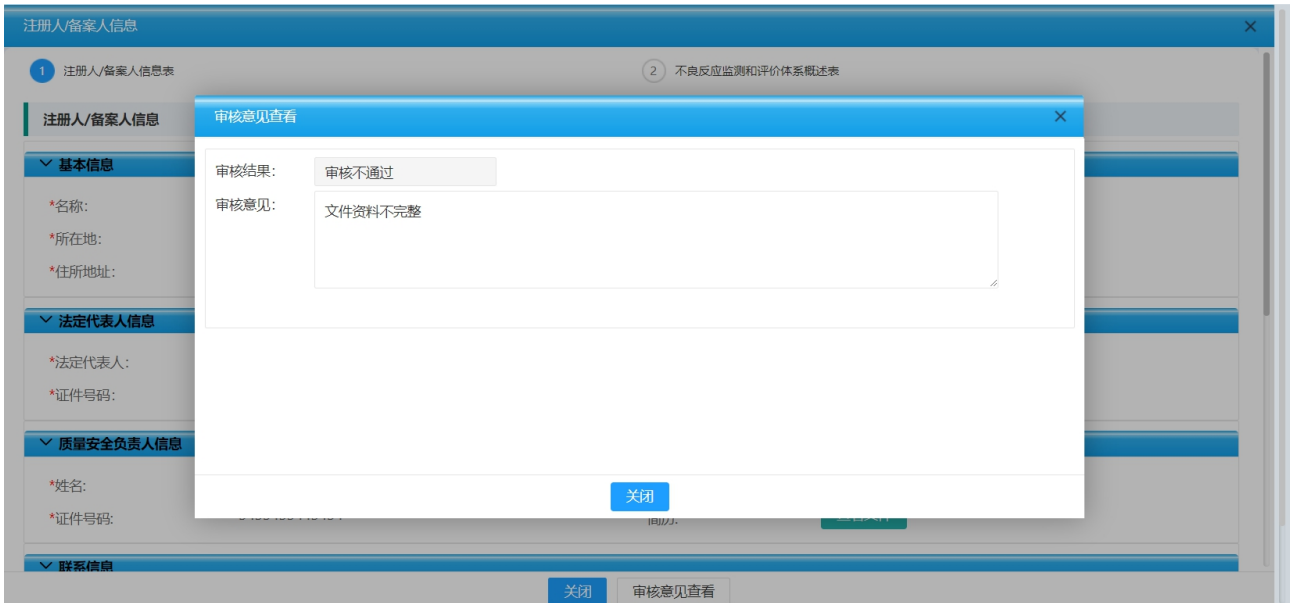 注册人/备案人信息
1 注册人/备案人信息表
2 不良反应监测和评价体系概述表
注册人/备案人信息
审核意见查看
基本信息
审核结果: 审核不通过
审核意见: 文件资料不完整
*名称:
*所在地:
*住所地址:
法定代表人信息
*法定代表人:
*证件号码:
质量安全负责人信息
*姓名:
关闭
*证件号码:
简历:
联系信息
关闭 审核意见查看